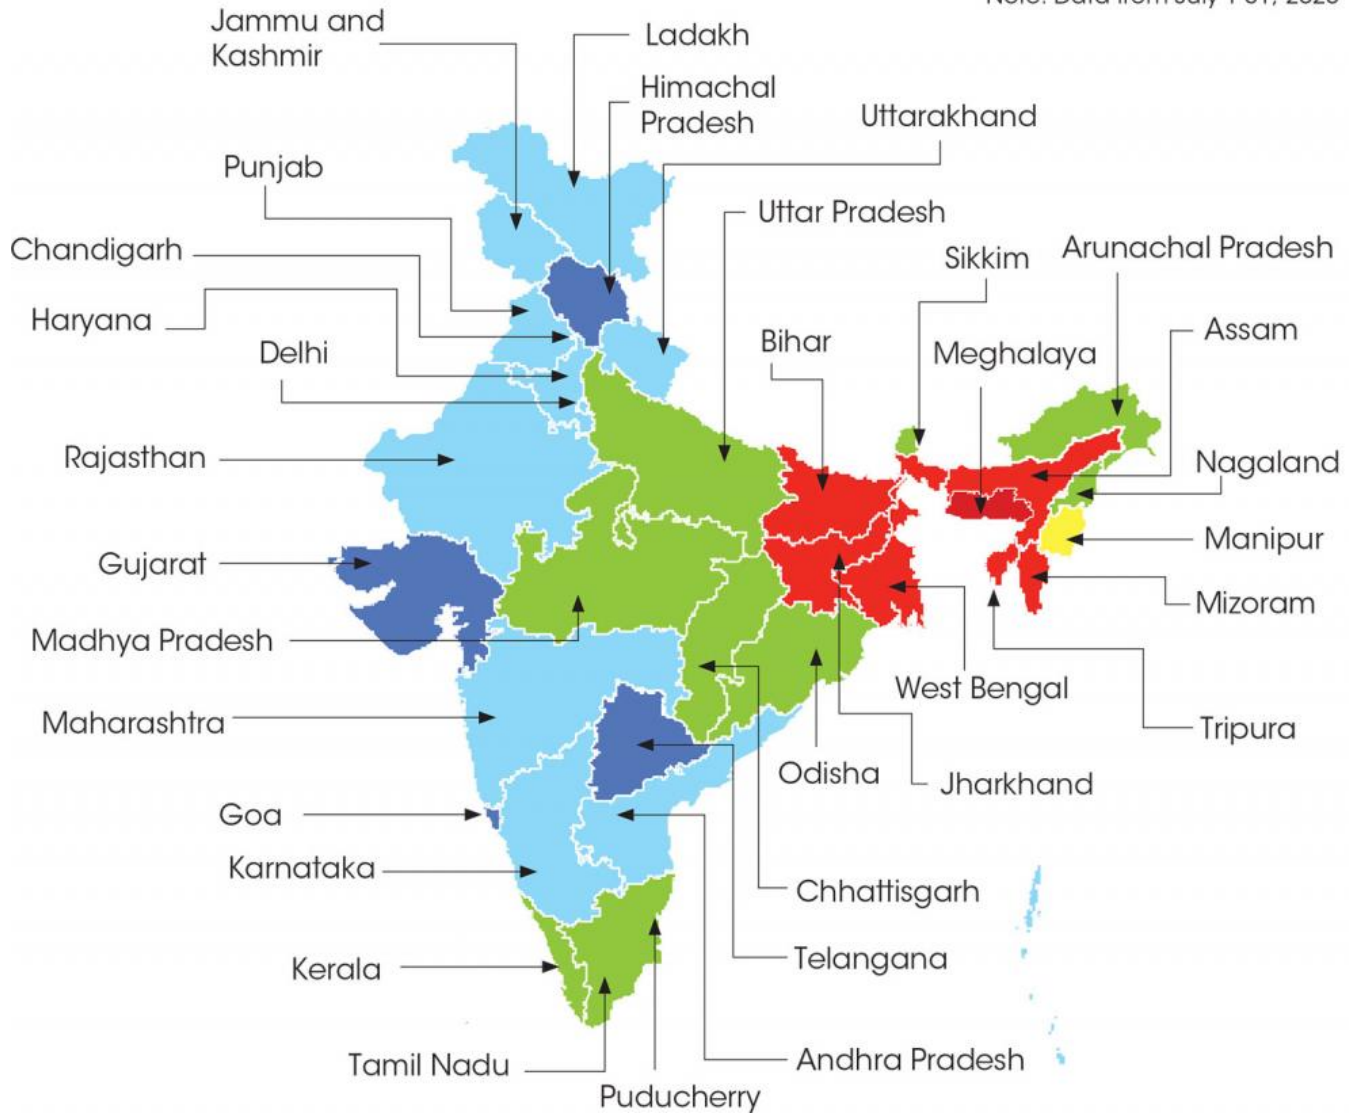 Jammu and
Kashmir
Ladakh
Himachal
Pradesh
Uttarakhand
Punjab
Uttar Pradesh
Chandigarh
Sikkim
Arunachal Pradesh
Haryana
Delhi
Bihar
Meghalaya
Assam
Rajasthan
Nagaland
Gujarat
Manipur
Madhya Pradesh
Mizoram
West Bengal
Maharashtra
Tripura
Odisha
Jharkhand
Goa
Karnataka
Chhattisgarh
Kerala
Telangana
Tamil Nadu
Andhra Pradesh
Puducherry